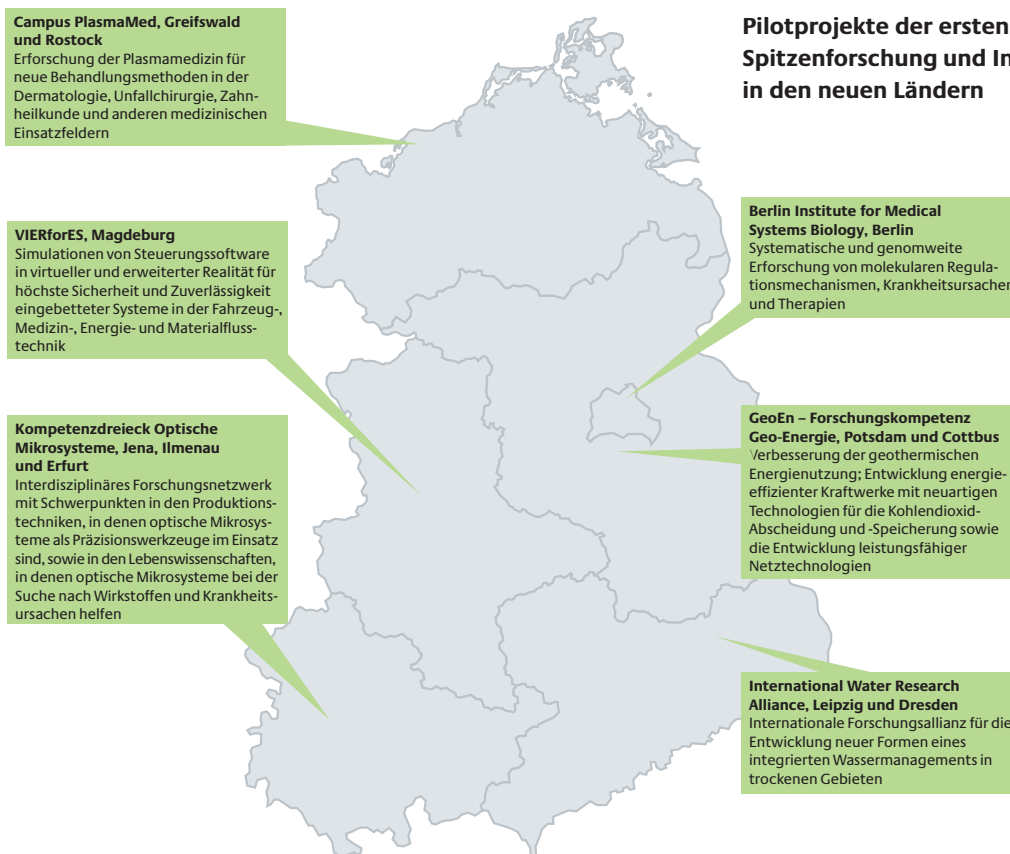 Pilotprojekte der ersten
Spitzenforschung und
in den neuen Ländern
Campus PlasmaMed, Greifswald
und Rostock
Erforschung der Plasmamedizin für
neue Behandlungsmethoden in der
Dermatologie, Unfallchirurgie, Zahn-
heilkunde und anderen medizinischen
Einsatzfeldern
VIERforES, Magdeburg
Simulationen von Steuerungssoftware
in virtueller und erweiterter Realität für
höchste Sicherheit und Zuverlässigkeit
eingebetteter Systeme in der Fahrzeug-,
Medizin-, Energie- und Materialfluss-
technik
Kompetenzdreieck Optische
Mikrosysteme, Jena, Ilmenau
und Erfurt
Interdisziplinäres Forschungsnetzwerk
mit Schwerpunkten in den Produktions-
techniken, in denen optische Mikrosys-
teme als Präzisionswerkzeuge im Einsatz
sind, sowie in den Lebenswissenschaften,
in denen optische Mikrosysteme bei der
Suche nach Wirkstoffen und Krankheits-
ursachen helfen
Berlin Institute for Medical
Systems Biology, Berlin
Systematische und genomweite
Erforschung von molekularen Regula-
tionsmechanismen, Krankheitsursachen
und Therapien
GeoEn – Forschungskompetenz
Geo-Energie, Potsdam und Cottbus
Verbesserung der geothermischen
Energienutzung; Entwicklung energie-
effizienter Kraftwerke mit neuartigen
Technologien für die Kohlendioxid-
Abscheidung und -Speicherung sowie
die Entwicklung leistungsfähiger
Netztechnologien
International Water Research
Alliance, Leipzig und Dresden
Internationale Forschungsallianz für die
Entwicklung neuer Formen eines
integrierten Wassermanagements in
trockenen Gebieten